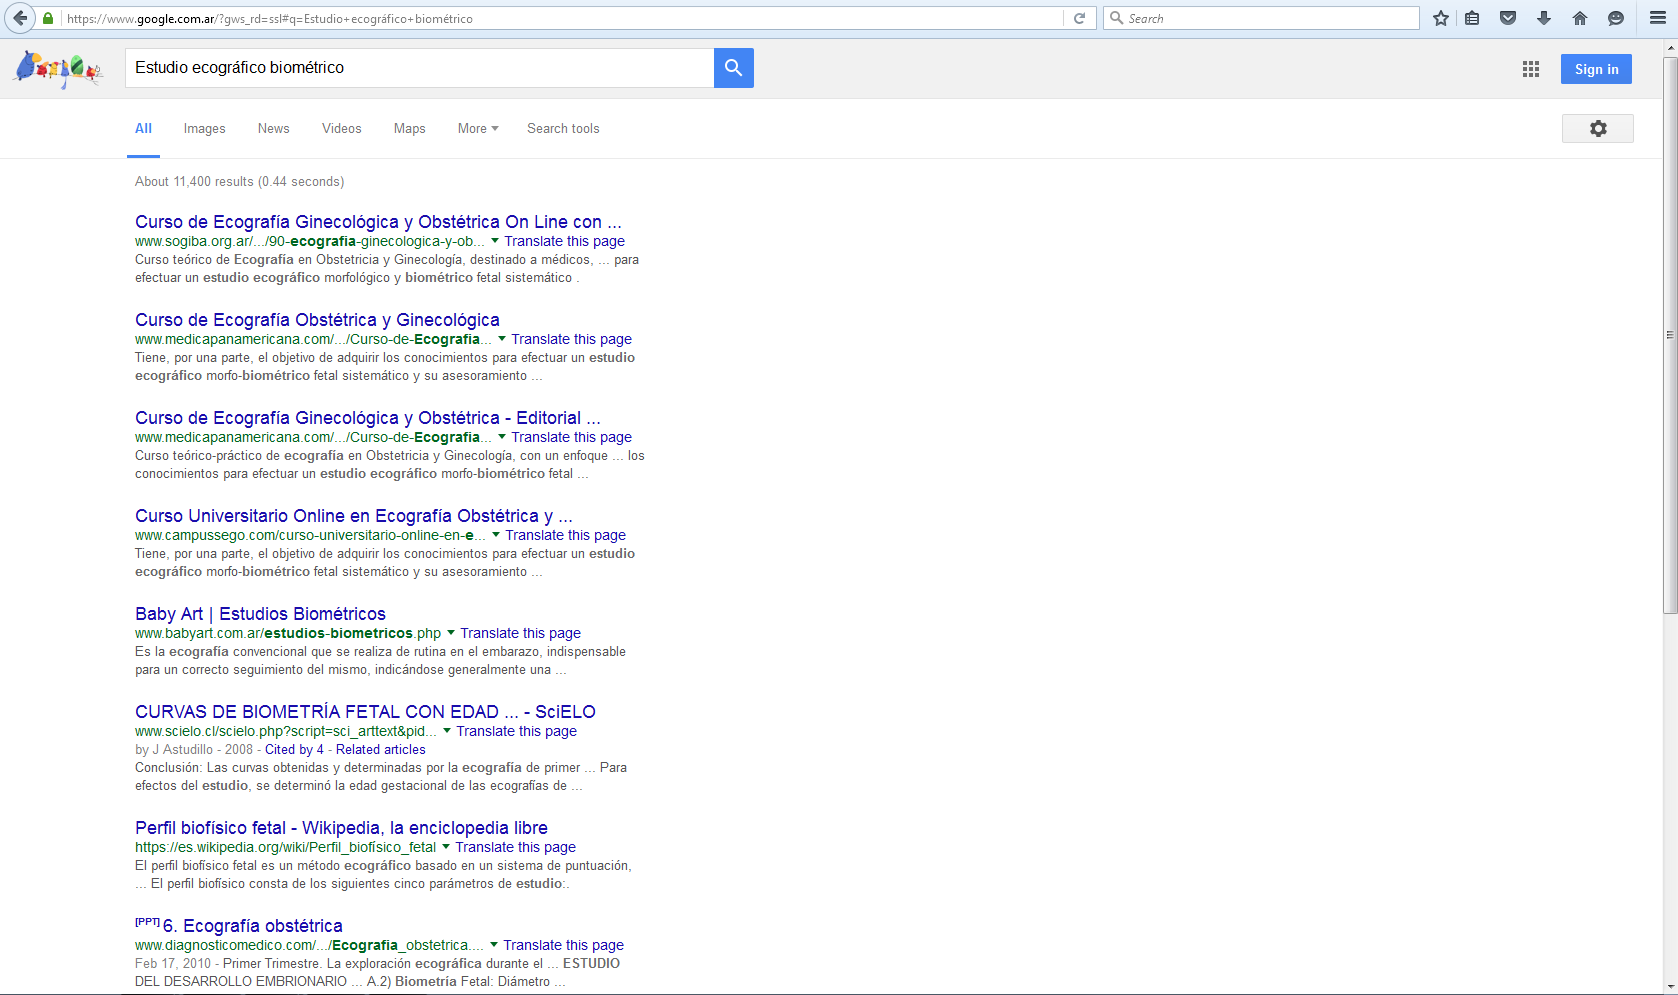 https://www.google.com.ar/?gws_rd=ssl#q=Estudio+ecográfico+biométrico
Search
Estudio ecográfico biométrico
Sign in
All Images News Videos Maps More Search tools
About 11,400 results (0.44 seconds)
Curso de Ecografía Ginecológica y Obstétrica On Line con ...
www.sogiba.org.ar/.../90-ecografia-ginecologica-y-ob... Translate this page
Curso teórico de Ecografía en Obstetricia y Ginecología, destinado a médicos, ... para
efectuar un estudio ecográfico morfológico y biométrico fetal sistemático .
Curso de Ecografía Obstétrica y Ginecológica
www.medicapanamericana.com/.../Curso-de-Ecografia... Translate this page
Tiene, por una parte, el objetivo de adquirir los conocimientos para efectuar un estudio
ecográfico morfo-biométrico fetal sistemático y su asesoramiento ...
Curso de Ecografía Ginecológica y Obstétrica - Editorial ...
www.medicapanamericana.com/.../Curso-de-Ecografia... Translate this page
Curso teórico-práctico de ecografía en Obstetricia y Ginecología, con un enfoque ... los
conocimientos para efectuar un estudio ecográfico morfo-biométrico fetal ...
Curso Universitario Online en Ecografía Obstétrica y ...
www.campussego.com/curso-universitario-online-en-e... Translate this page
Tiene, por una parte, el objetivo de adquirir los conocimientos para efectuar un estudio
ecográfico morfo-biométrico fetal sistemático y su asesoramiento ...
Baby Art | Estudios Biométricos
www.babyart.com.ar/estudios-biometricos.php Translate this page
Es la ecografía convencional que se realiza de rutina en el embarazo, indispensable
para un correcto seguimiento del mismo, indicándose generalmente una ...
CURVAS DE BIOMETRÍA FETAL CON EDAD ... - SciELO
www.scielo.cl/scielo.php?script=sci_arttext&pid... Translate this page
by J Astudillo - 2008 - Cited by 4 - Related articles
Conclusión: Las curvas obtenidas y determinadas por la ecografía de primer ... Para
efectos del estudio, se determinó la edad gestacional de las ecografías de ...
Perfil biofísico fetal - Wikipedia, la enciclopedia libre
https://es.wikipedia.org/wiki/Perfil_biofísico_fetal Translate this page
El perfil biofísico fetal es un método ecográfico basado en un sistema de puntuación,
... El perfil biofísico consta de los siguientes cinco parámetros de estudio:.
[PPT] 6. Ecografía obstétrica
www.diagnosticomedico.com/.../Ecografia_obstetrica.... Translate this page
Feb 17, 2010 - Primer Trimestre. La exploración ecográfica durante el ... ESTUDIO
DEL DESARROLLO EMBRIONARIO ... A.2) Biometría Fetal: Diámetro ...